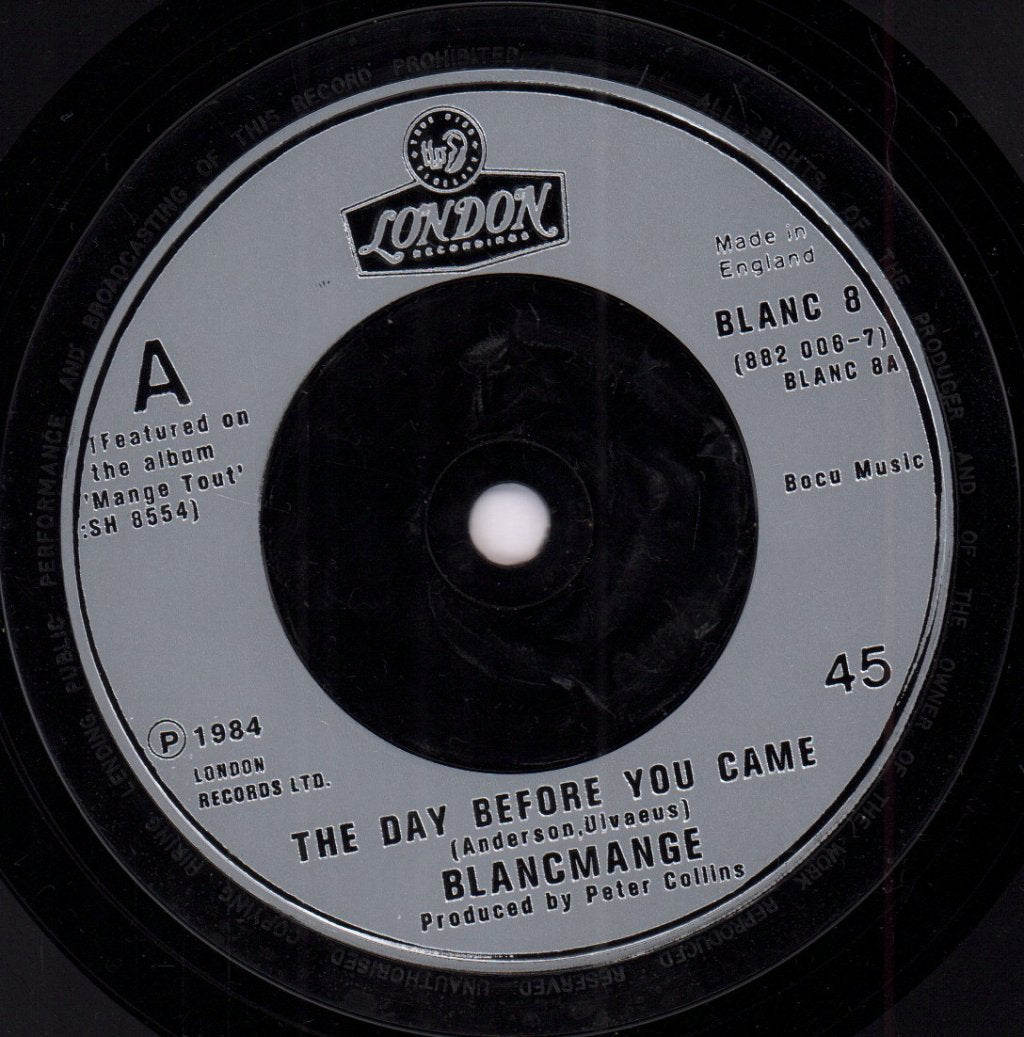 LONDON
RECORDINGS
Made in
England
BLANC 8
(882 006-7)
BLANC 8A
A
(Featured on
the album
'Mange Tout'
:SH 8554)
Bocu Music
45
P 1984
LONDON
RECORDS LTD.
THE DAY BEFORE YOU CAME
(Anderson,Ulvaeus)
BLANCMANGE
Produced by Peter Collins
ALL RIGHTS OF THE PRODUCER AND OF THE OWNER OF THE WORK REPRODUCED RESERVED UNAUTHORISED COPYING HIRING LENDING PUBLIC PERFORMANCE AND BROADCASTING OF THIS RECORD PROHIBITED